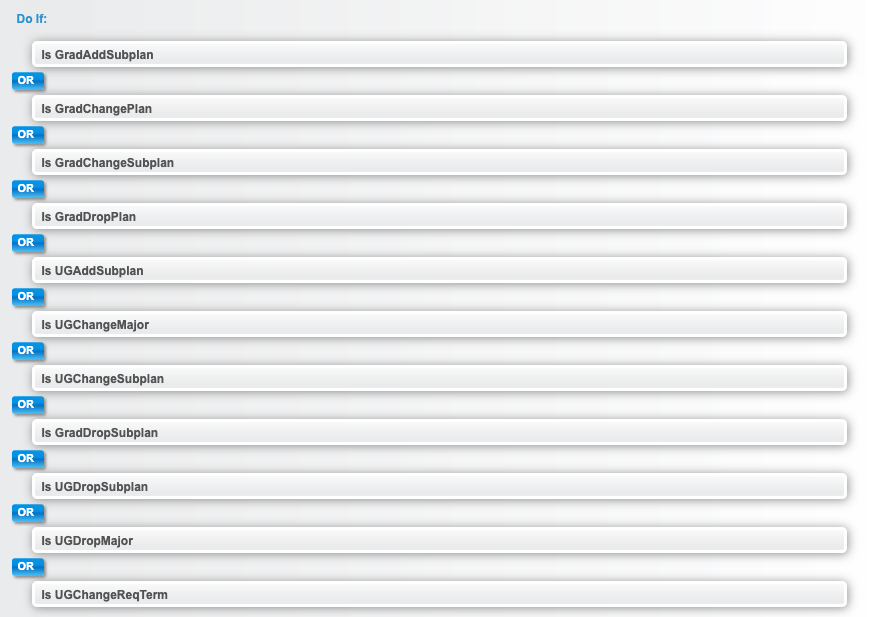 Do If:
Is GradAddSubplan
OR
Is GradChangePlan
OR
Is GradChangeSubplan
OR
Is GradDropPlan
OR
Is UGAddSubplan
OR
Is UGChangeMajor
OR
Is UGChangeSubplan
OR
Is GradDropSubplan
OR
Is UGDropSubplan
OR
Is UGDropMajor
OR
Is UGChangeReqTerm